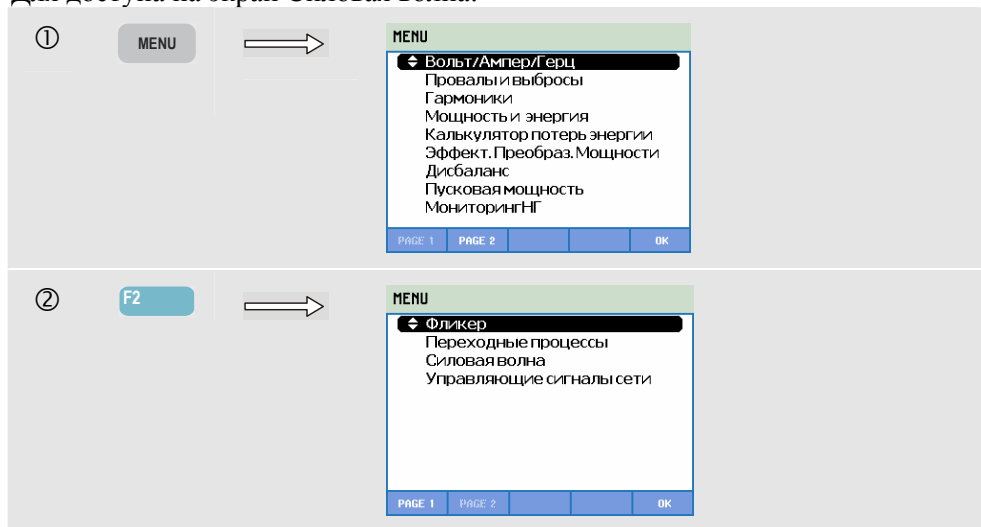 Для доступа на экран Силовая волна:
① MENU
MENU
Вольт/Ампер/Герц
Провалы и выбросы
Гармоники
Мощность и энергия
Калькулятор потерь энергии
Эффект. Преобраз. Мощности
Дисбаланс
Пусковая мощность
МониторингНГ
PAGE 1 PAGE 2 OK
② F2
MENU
Фликер
Переходные процессы
Силовая волна
Управляющие сигналы сети
PAGE 1 PAGE 2 OK